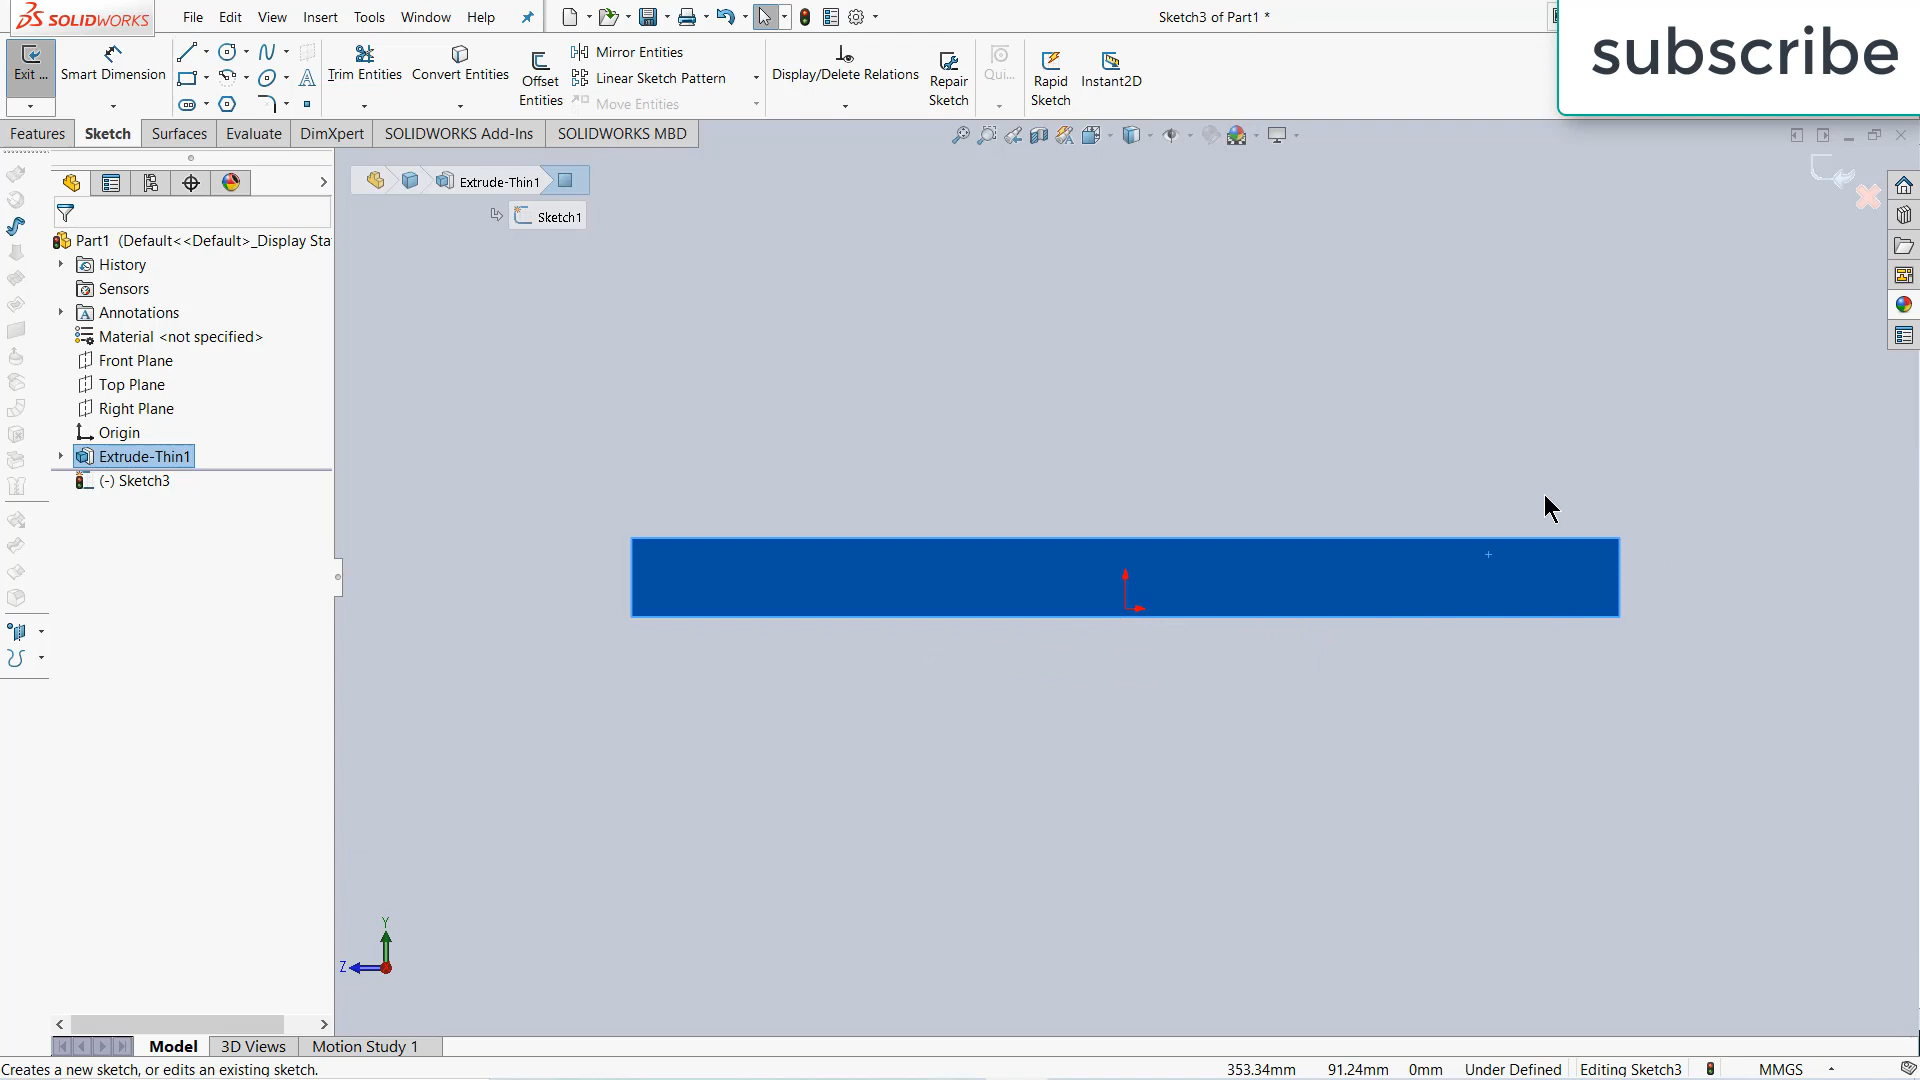 SOLIDWORKS File Edit View Insert Tools Window Help Sketch3 of Part1 *
subscribe
Exit ... Smart Dimension Trim Entities Convert Entities Offset Entities Mirror Entities Linear Sketch Pattern Move Entities Display/Delete Relations Repair Sketch Qui... Rapid Sketch Instant2D
Features Sketch Surfaces Evaluate DimXpert SOLIDWORKS Add-Ins SOLIDWORKS MBD
Extrude-Thin1
Sketch1
Part1 (Default<<Default>_Display Sta
History
Sensors
Annotations
Material <not specified>
Front Plane
Top Plane
Right Plane
Origin
Extrude-Thin1
(-) Sketch3
Y
Z
Model 3D Views Motion Study 1
Creates a new sketch, or edits an existing sketch. 353.34mm 91.24mm 0mm Under Defined Editing Sketch3 MMGS